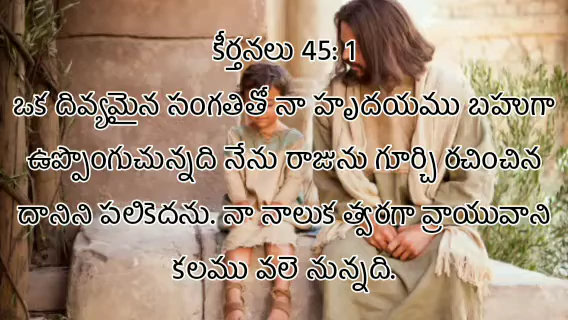 కీర్తనలు 45: 1
ఒక దివ్యమైన సంగతితో నా హృదయము బహుగా
ఉప్పొంగుచున్నది నేను రాజును గూర్చి రచించిన
దానిని పలికెదను. నా నాలుక త్వరగా వ్రాయువాని
కలము వలె నున్నది.